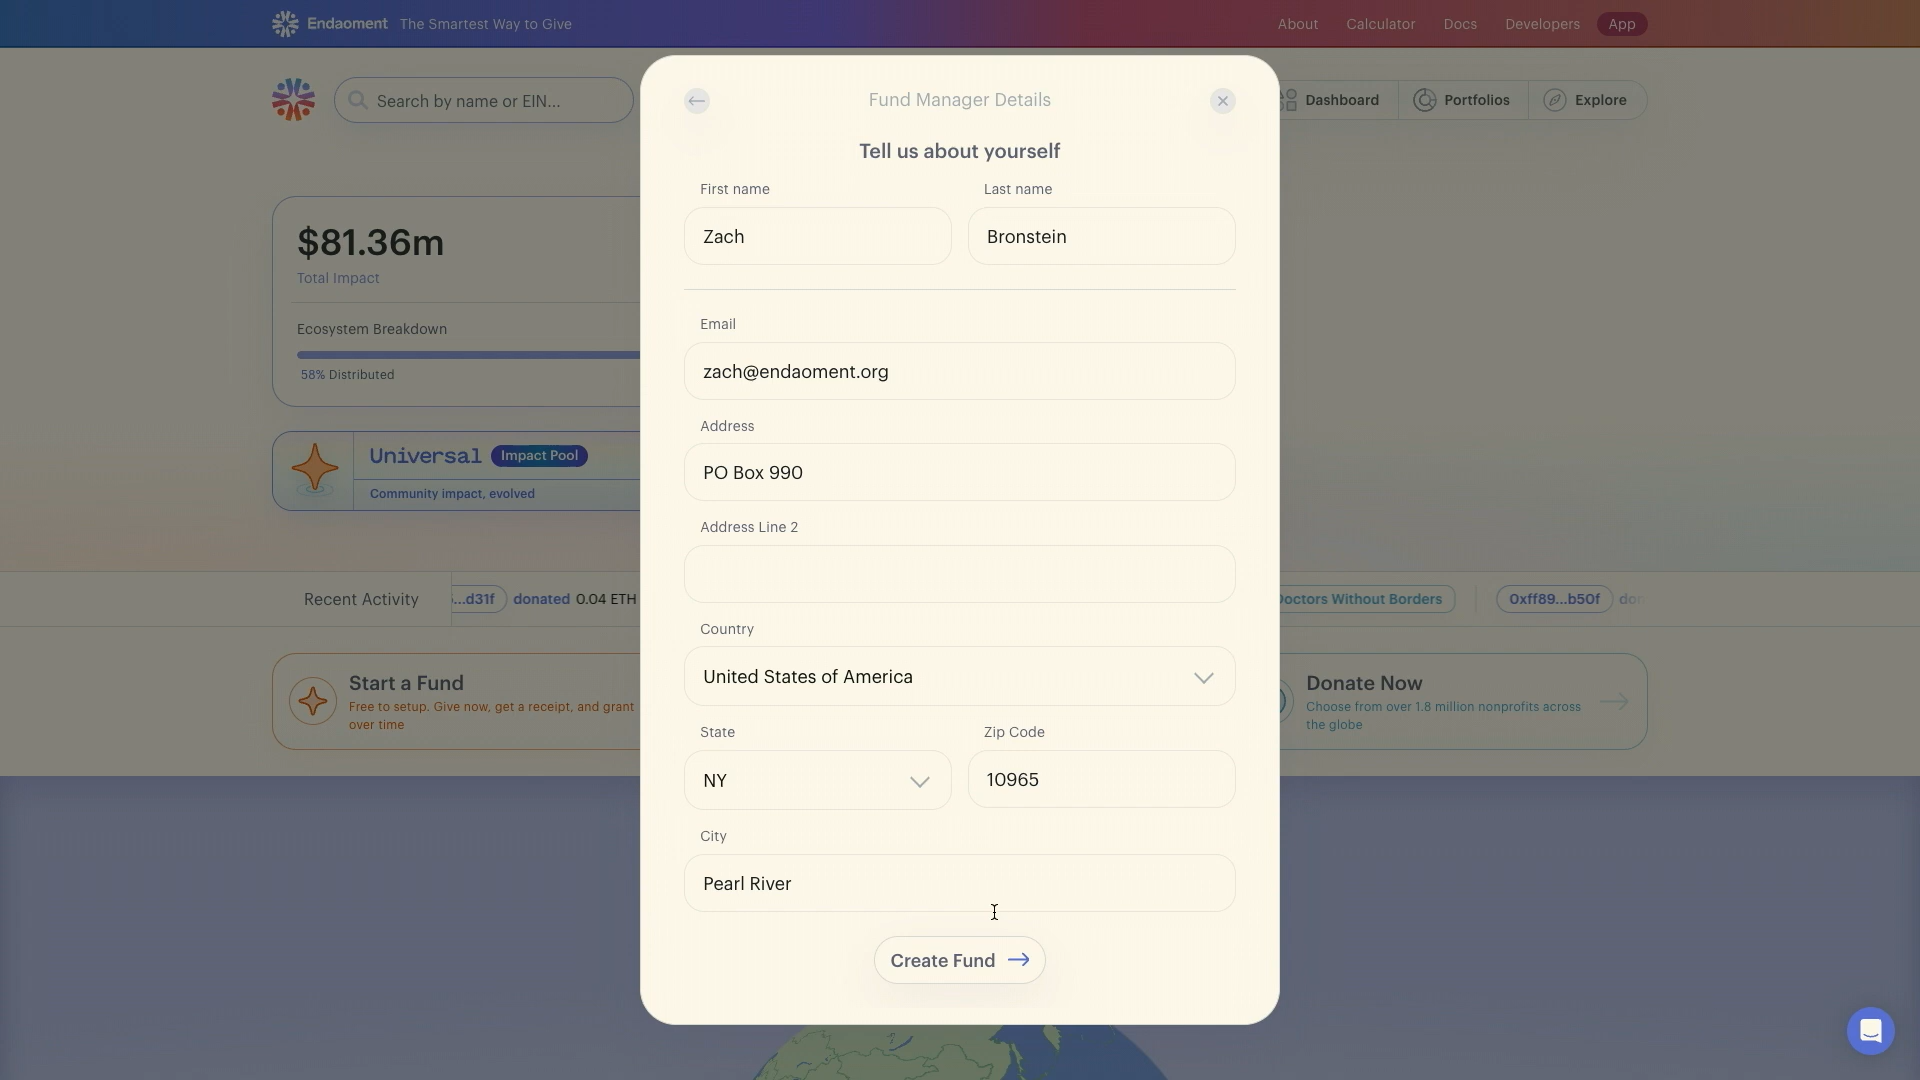 Endaoment The Smartest Way to Give
About Calculator Docs Developers App
Search by name or EIN...
Dashboard Portfolios Explore
$81.36m
Total Impact
Ecosystem Breakdown
58% Distributed
Universal Impact Pool
Community impact, evolved
Recent Activity
...d31f donated 0.04 ETH
Doctors Without Borders
0xff89...b50f
Start a Fund
Free to setup. Give now, get a receipt, and grant
over time
Donate Now
Choose from over 1.8 million nonprofits across
the globe
Fund Manager Details
Tell us about yourself
First name Last name
Zach Bronstein
Email
zach@endaoment.org
Address
PO Box 990
Address Line 2
Country
United States of America
State Zip Code
NY 10965
City
Pearl River
Create Fund